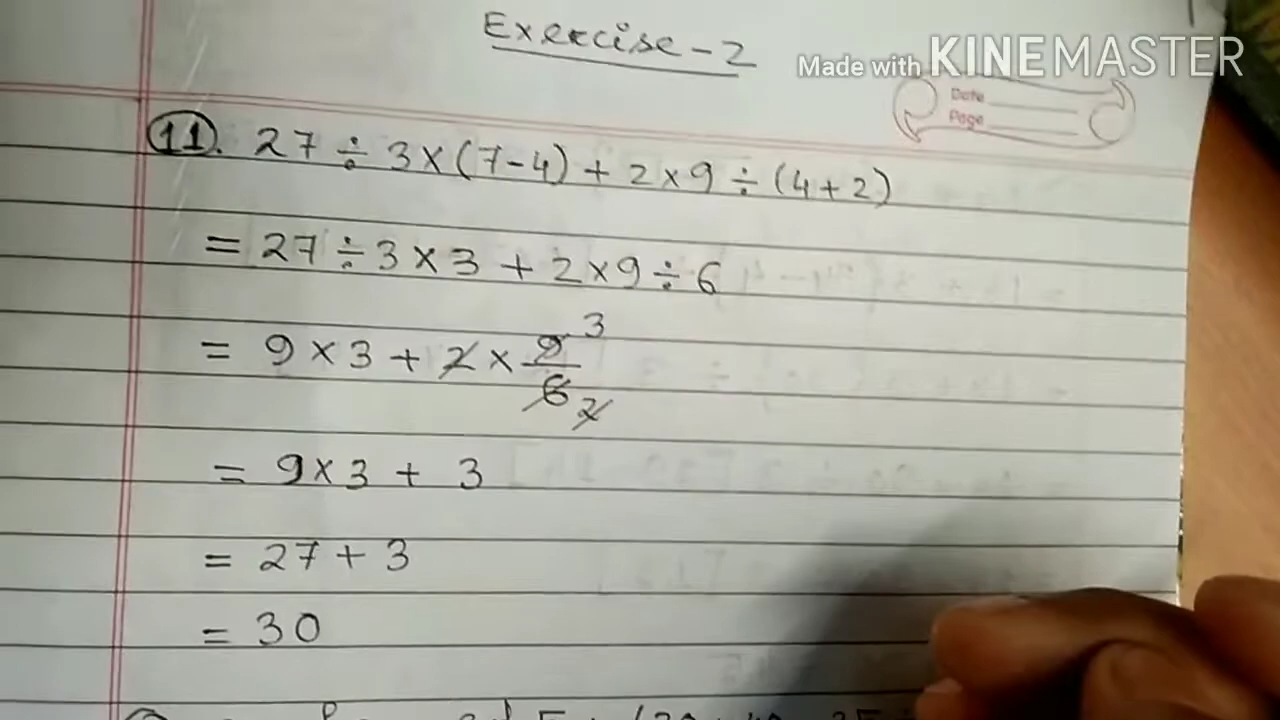 Exercise-2
Made with KINEMASTER
Date
Page
11. 27 ÷ 3 × (7-4) + 2 × 9 ÷ (4+2)
= 27 ÷ 3 × 3 + 2 × 9 ÷ 6
= 9 × 3 + 2 × 9/6 3 2
= 9 × 3 + 3
= 27 + 3
= 30